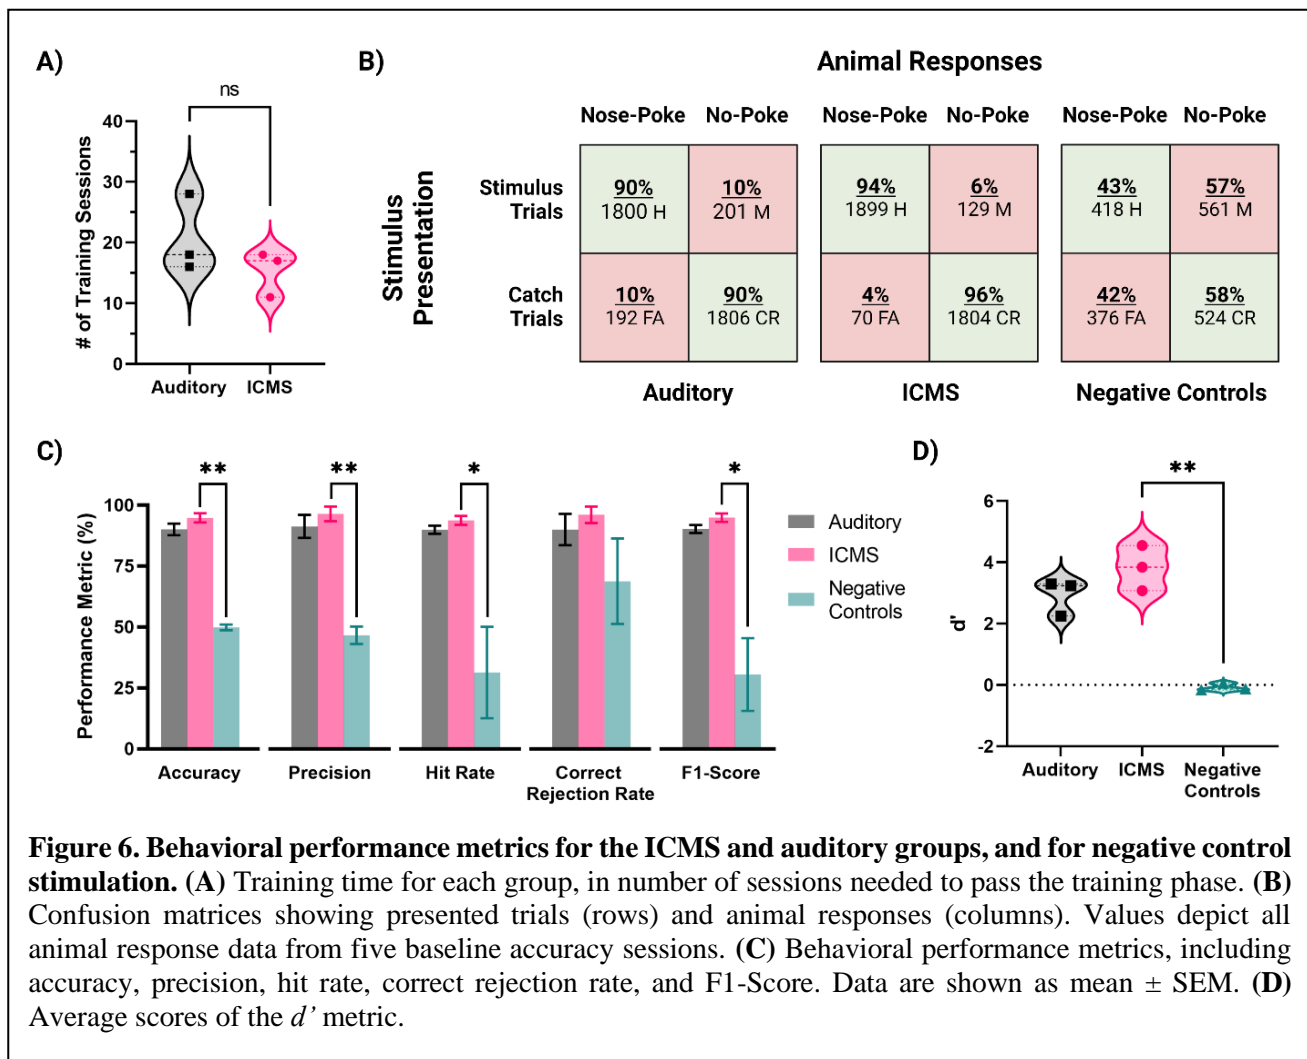 A)
ns
# of Training Sessions
40
30
20
10
0
Auditory
ICMS
B)
Animal Responses
Stimulus Presentation
Nose-Poke No-Poke
Nose-Poke No-Poke
Nose-Poke No-Poke
Stimulus Trials
90% 10%
1800 H 201 M
94% 6%
1899 H 129 M
43% 57%
418 H 561 M
Catch Trials
10% 90%
192 FA 1806 CR
4% 96%
70 FA 1804 CR
42% 58%
376 FA 524 CR
Auditory
ICMS
Negative Controls
C)
Performance Metric (%)
100
75
50
25
0
**
**
*
*
Accuracy
Precision
Hit Rate
Correct
Rejection Rate
F1-Score
Auditory
ICMS
Negative
Controls
D)
**
d'
6
4
2
0
-2
Auditory
ICMS
Negative
Controls
Figure 6. Behavioral performance metrics for the ICMS and auditory groups, and for negative control
stimulation. (A) Training time for each group, in number of sessions needed to pass the training phase. (B)
Confusion matrices showing presented trials (rows) and animal responses (columns). Values depict all
animal response data from five baseline accuracy sessions. (C) Behavioral performance metrics, including
accuracy, precision, hit rate, correct rejection rate, and F1-Score. Data are shown as mean ± SEM. (D)
Average scores of the d’ metric.